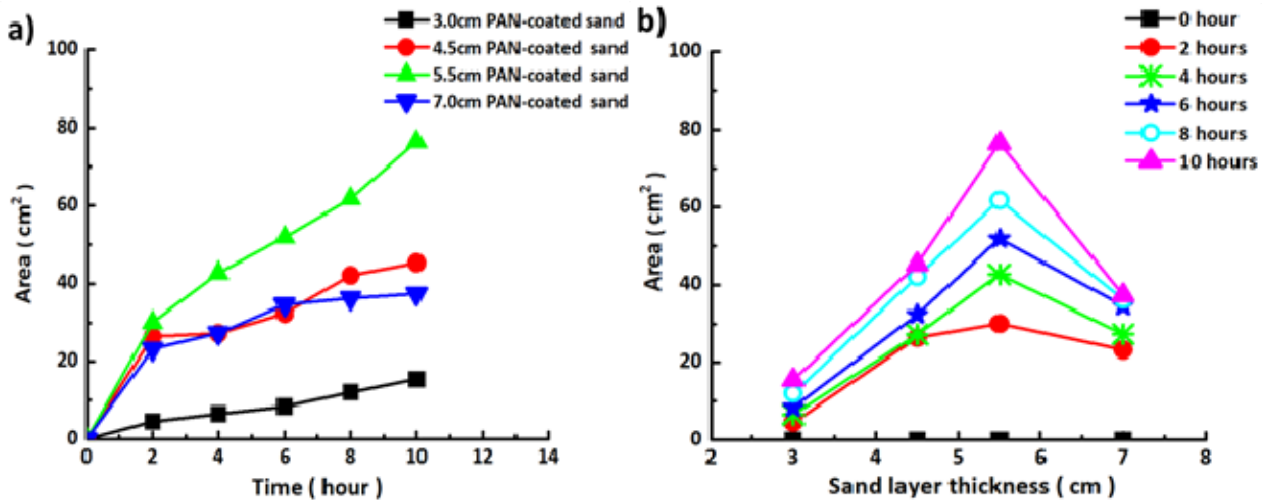 a)
3.0cm PAN-coated sand
4.5cm PAN-coated sand
5.5cm PAN-coated sand
7.0cm PAN-coated sand
100
80
60
40
20
0
Area ( cm² )
0 2 4 6 8 10 12 14
Time ( hour )
b)
0 hour
2 hours
4 hours
6 hours
8 hours
10 hours
100
80
60
40
20
0
Area ( cm² )
2 3 4 5 6 7 8
Sand layer thickness ( cm )